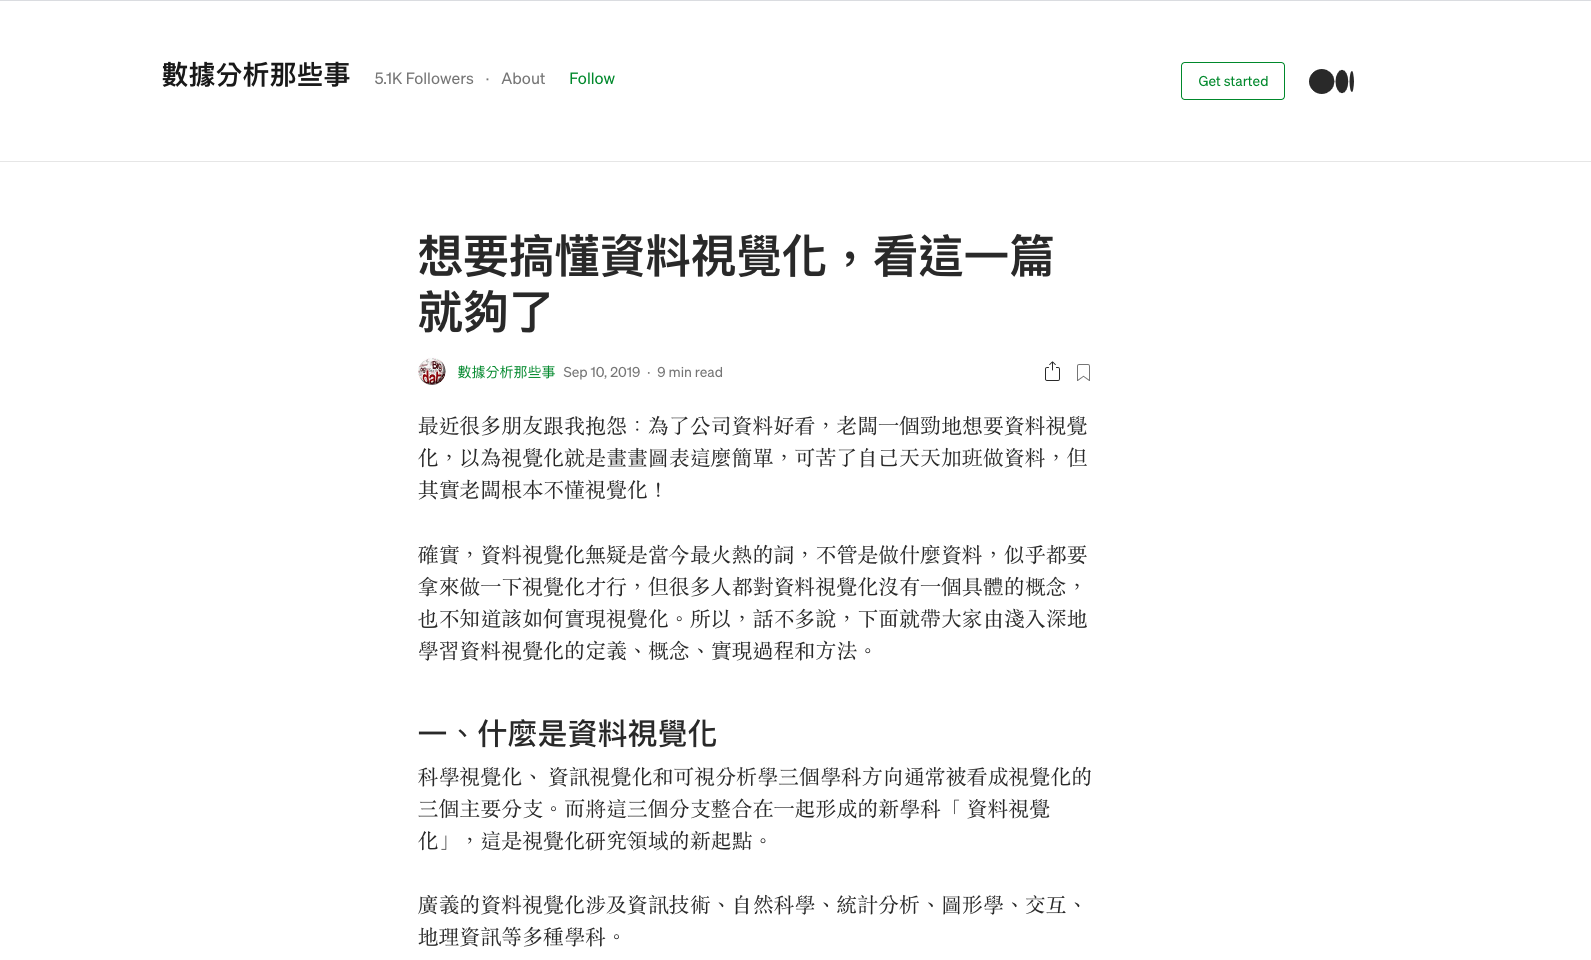 數據分析那些事
5.1K Followers · About Follow
Get started
想要搞懂資料視覺化，看這一篇
就夠了
數據分析那些事 Sep 10, 2019 · 9 min read
最近很多朋友跟我抱怨：為了公司資料好看，老闆一個勁地想要資料視覺
化，以為視覺化就是畫畫圖表這麼簡單，可苦了自己天天加班做資料，但
其實老闆根本不懂視覺化！
確實，資料視覺化無疑是當今最火熱的詞，不管是做什麼資料，似乎都要
拿來做一下視覺化才行，但很多人都對資料視覺化沒有一個具體的概念，
也不知道該如何實現視覺化。所以，話不多說，下面就帶大家由淺入深地
學習資料視覺化的定義、概念、實現過程和方法。
一、什麼是資料視覺化
科學視覺化、 資訊視覺化和可視分析學三個學科方向通常被看成視覺化的
三個主要分支。而將這三個分支整合在一起形成的新學科「 資料視覺
化」，這是視覺化研究領域的新起點。
廣義的資料視覺化涉及資訊技術、自然科學、統計分析、圖形學、交互、
地理資訊等多種學科。